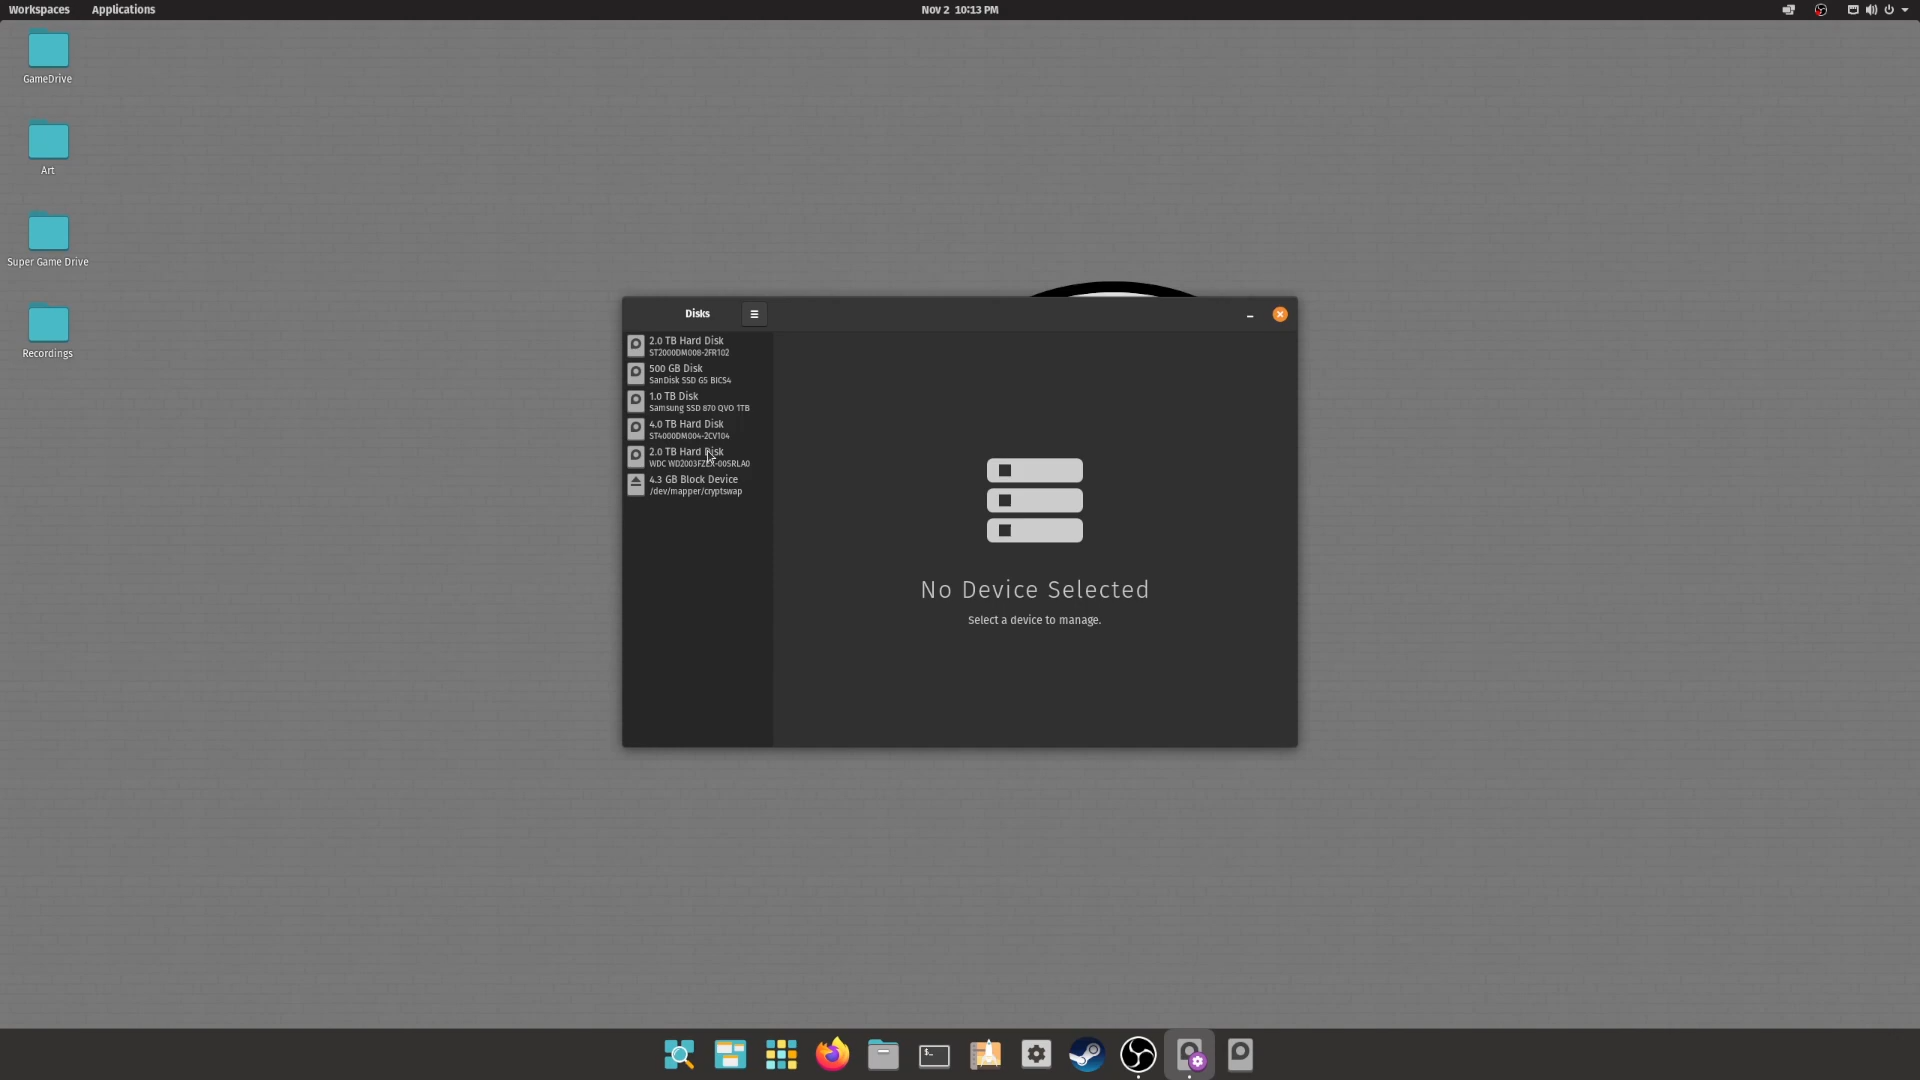 Workspaces Applications Nov 2 10:13 PM
GameDrive
Art
Super Game Drive
Recordings
Disks
2.0 TB Hard Disk
ST2000DM008-2FR102
500 GB Disk
SanDisk SSD G5 BICS4
1.0 TB Disk
Samsung SSD 870 QVO 1TB
4.0 TB Hard Disk
ST4000DM004-2CV104
2.0 TB Hard Disk
WDC WD2003FZEX-00SRLA0
4.3 GB Block Device
/dev/mapper/cryptswap
No Device Selected
Select a device to manage.